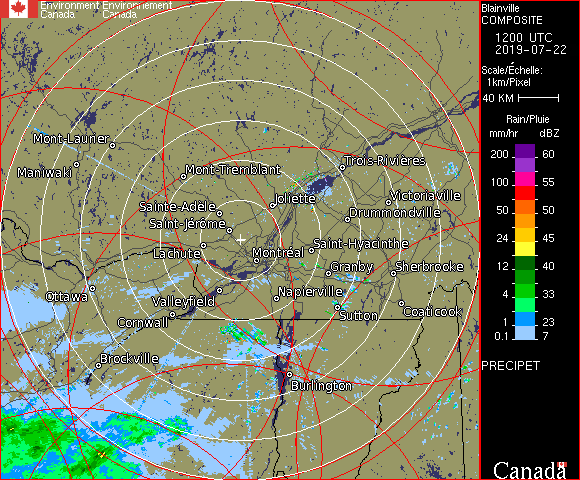 Environment Environnement
Canada Canada
Blainville
COMPOSITE
1200 UTC
2019-07-22
Scale/Échelle:
1km/Pixel
40 KM
Rain/Pluie
mm/hr dBZ
200 60
100 55
50 50
24 45
12 40
4 33
1 23
0.1 7
PRECIPET
Canada
Mont-Laurier
Maniwaki
Mont-Tremblant
Trois-Rivières
Joliette
Victoriaville
Sainte-Adèle
Drummondville
Saint-Jérôme
Saint-Hyacinthe
Lachute
Montréal
Granby
Sherbrooke
Ottawa
Valleyfield
Napierville
Sutton
Coaticook
Cornwall
Brockville
Burlington